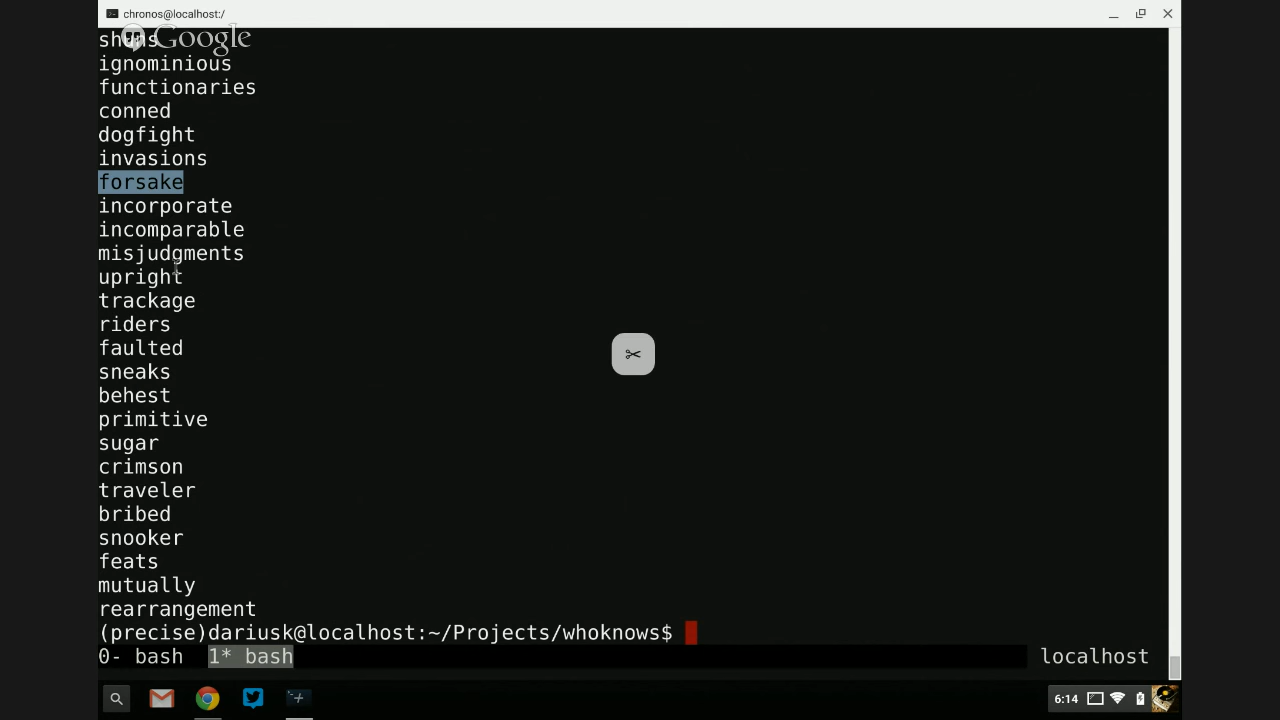 chronos@localhost:/
shuns
Google
ignominious
functionaries
conned
dogfight
invasions
forsake
incorporate
incomparable
misjudgments
upright
trackage
riders
faulted
sneaks
behest
primitive
sugar
crimson
traveler
bribed
snooker
feats
mutually
rearrangement
(precise)dariusk@localhost:~/Projects/whoknows$
0- bash 1* bash localhost
6:14